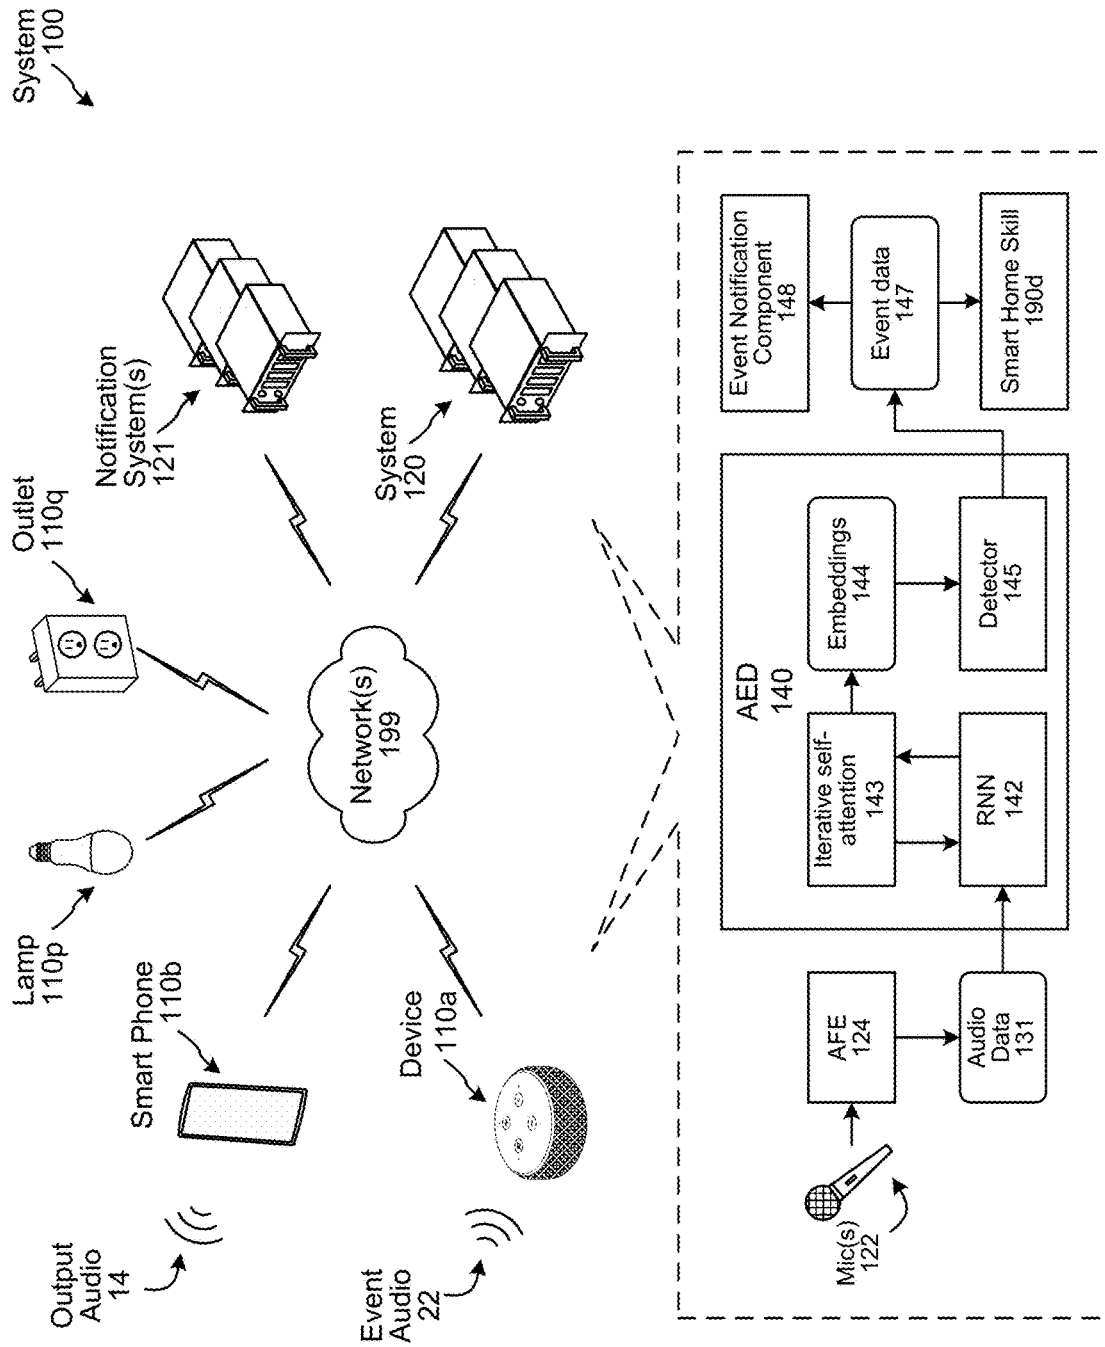 System
100
Outlet
110q
Lamp
110p
Notification
System(s)
121
Smart Phone
110b
Output
Audio
14
System
120
Network(s)
199
Device
110a
Event
Audio
22
Mic(s)
122
AFE
124
Audio
Data
131
AED
140
Iterative self-
attention
143
RNN
142
Embeddings
144
Detector
145
Event Notification
Component
148
Event data
147
Smart Home Skill
190d